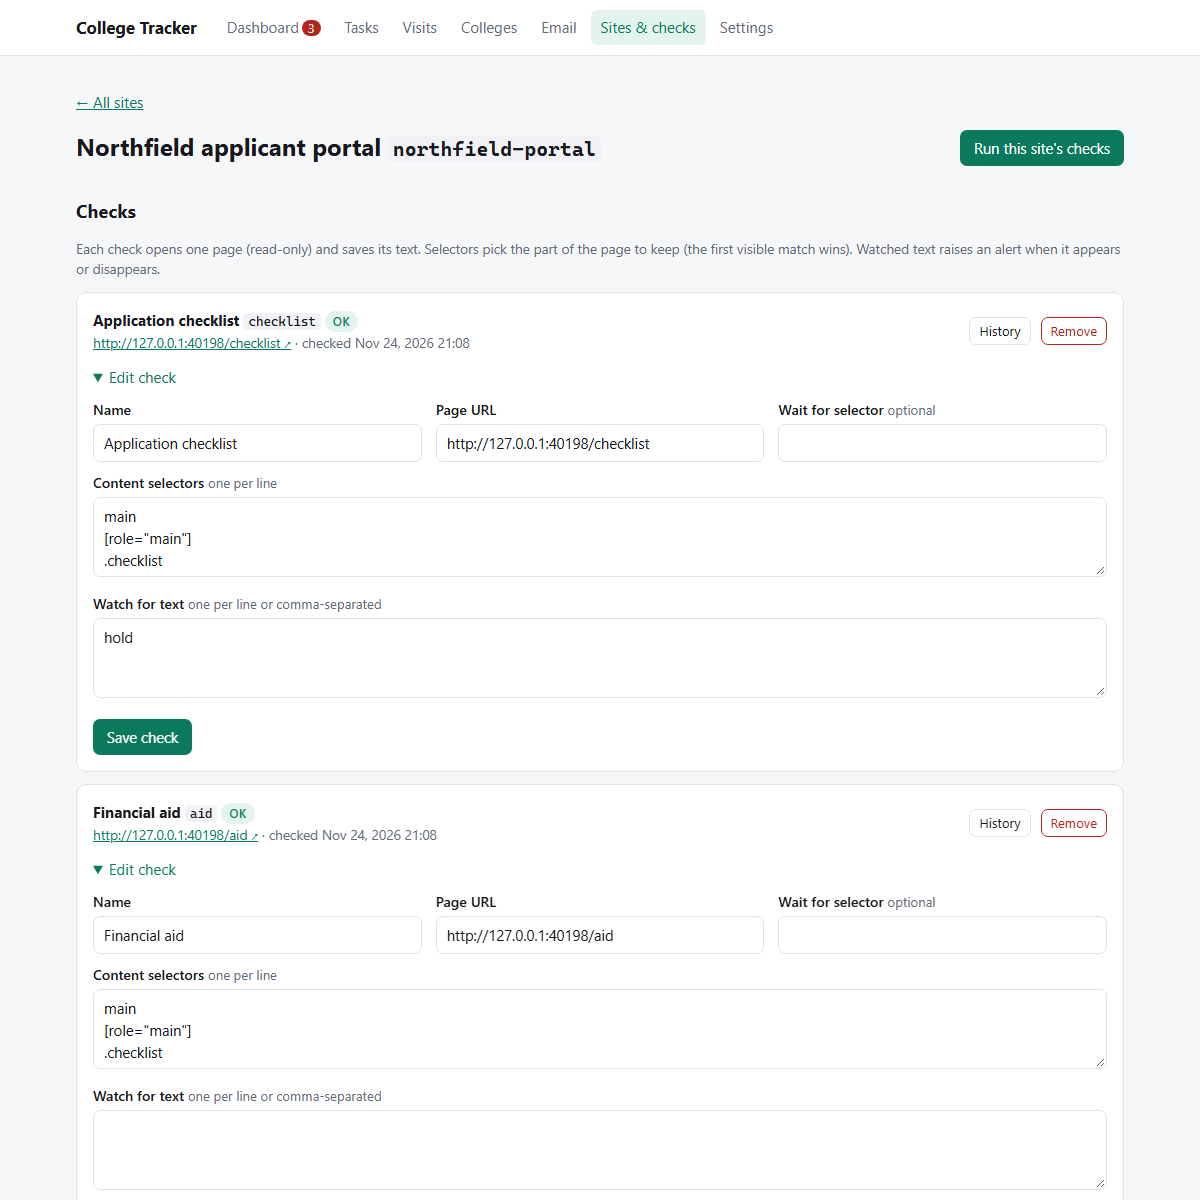 College Tracker Dashboard 3 Tasks Visits Colleges Email Sites & checks Settings
← All sites
Northfield applicant portal northfield-portal Run this site's checks
Checks
Each check opens one page (read-only) and saves its text. Selectors pick the part of the page to keep (the first visible match wins). Watched text raises an alert when it appears
or disappears.
Application checklist checklist OK
http://127.0.0.1:40198/checklist ↗ · checked Nov 24, 2026 21:08
History Remove
▼ Edit check
Name Page URL Wait for selector optional
Application checklist http://127.0.0.1:40198/checklist
Content selectors one per line
main
[role="main"]
.checklist
Watch for text one per line or comma-separated
hold
Save check
Financial aid aid OK
http://127.0.0.1:40198/aid ↗ · checked Nov 24, 2026 21:08
History Remove
▼ Edit check
Name Page URL Wait for selector optional
Financial aid http://127.0.0.1:40198/aid
Content selectors one per line
main
[role="main"]
.checklist
Watch for text one per line or comma-separated